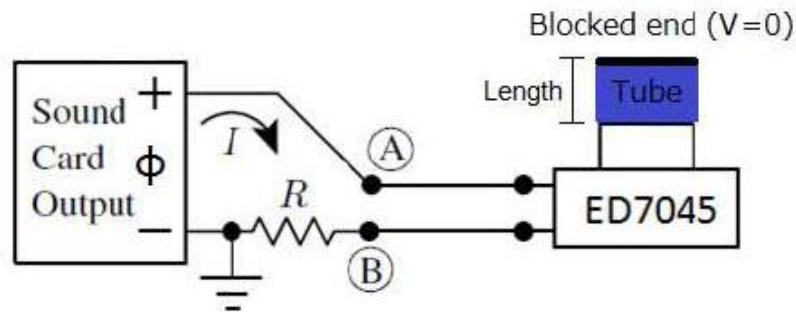 Blocked end (V=0)
Length
Tube
Sound
Card
Output
+
ϕ
−
I
R
A
B
ED7045